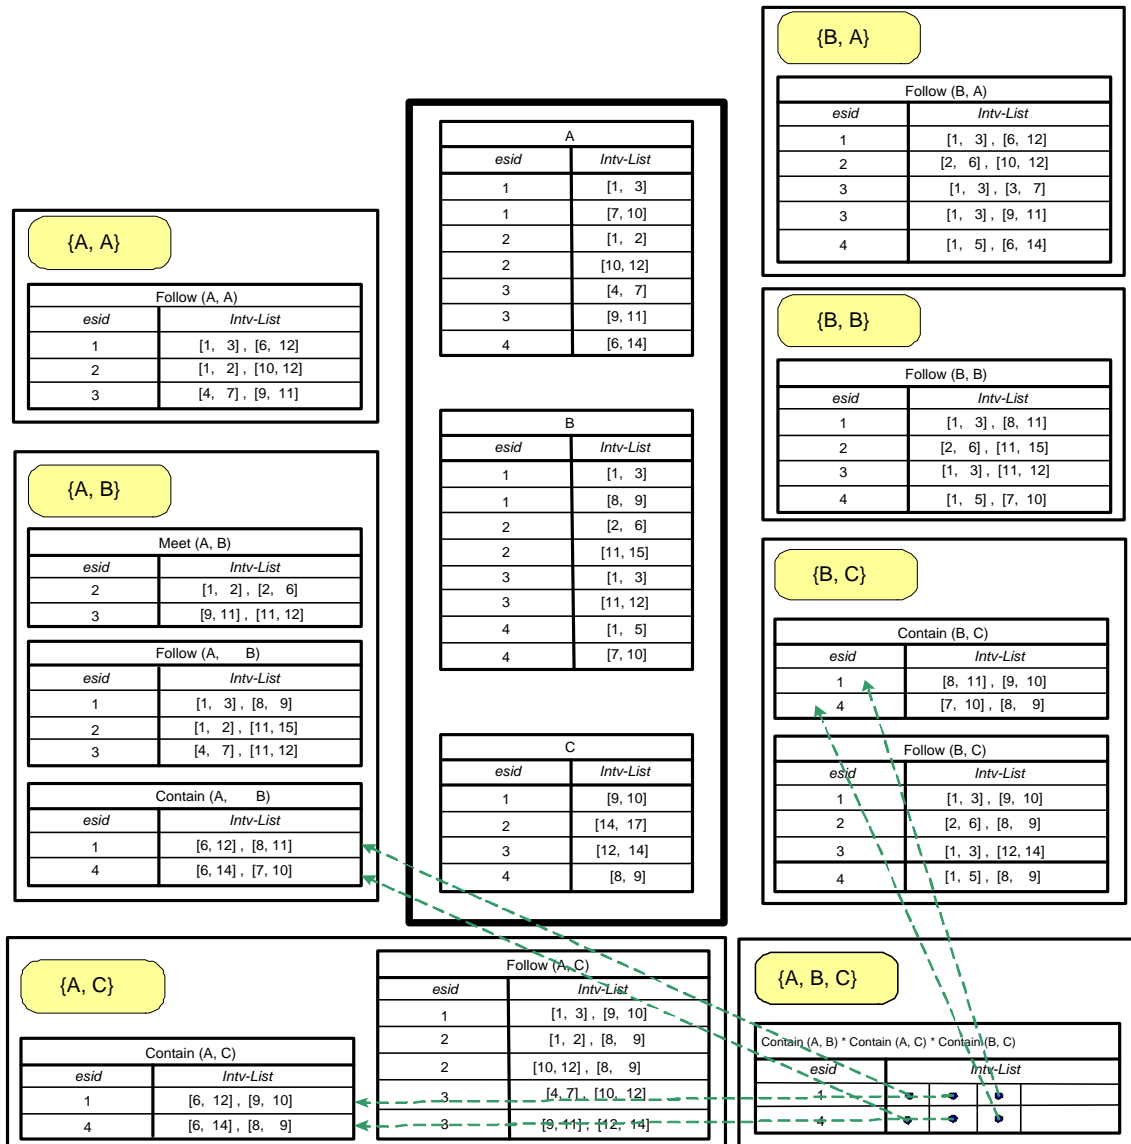 {A, A}
Follow (A, A)
esid Intv-List
1 [1, 3] , [6, 12]
2 [1, 2] , [10, 12]
3 [4, 7] , [9, 11]
{A, B}
Meet (A, B)
esid Intv-List
2 [1, 2] , [2, 6]
3 [9, 11] , [11, 12]
Follow (A, B)
esid Intv-List
1 [1, 3] , [8, 9]
2 [1, 2] , [11, 15]
3 [4, 7] , [11, 12]
Contain (A, B)
esid Intv-List
1 [6, 12] , [8, 11]
4 [6, 14] , [7, 10]
A
esid Intv-List
1 [1, 3]
1 [7, 10]
2 [1, 2]
2 [10, 12]
3 [4, 7]
3 [9, 11]
4 [6, 14]
B
esid Intv-List
1 [1, 3]
1 [8, 9]
2 [2, 6]
2 [11, 15]
3 [1, 3]
3 [11, 12]
4 [1, 5]
4 [7, 10]
C
esid Intv-List
1 [9, 10]
2 [14, 17]
3 [12, 14]
4 [8, 9]
{B, A}
Follow (B, A)
esid Intv-List
1 [1, 3] , [6, 12]
2 [2, 6] , [10, 12]
3 [1, 3] , [3, 7]
3 [1, 3] , [9, 11]
4 [1, 5] , [6, 14]
{B, B}
Follow (B, B)
esid Intv-List
1 [1, 3] , [8, 11]
2 [2, 6] , [11, 15]
3 [1, 3] , [11, 12]
4 [1, 5] , [7, 10]
{B, C}
Contain (B, C)
esid Intv-List
1 [8, 11] , [9, 10]
4 [7, 10] , [8, 9]
Follow (B, C)
esid Intv-List
1 [1, 3] , [9, 10]
2 [2, 6] , [8, 9]
3 [1, 3] , [12, 14]
4 [1, 5] , [8, 9]
{A, C}
Contain (A, C)
esid Intv-List
1 [6, 12] , [9, 10]
4 [6, 14] , [8, 9]
Follow (A, C)
esid Intv-List
1 [1, 3] , [9, 10]
2 [1, 2] , [8, 9]
2 [10, 12] , [8, 9]
3 [4, 7] , [10, 12]
3 [9, 11] , [12, 14]
{A, B, C}
Contain (A, B) * Contain (A, C) * Contain (B, C)
esid Intv-List
1
4